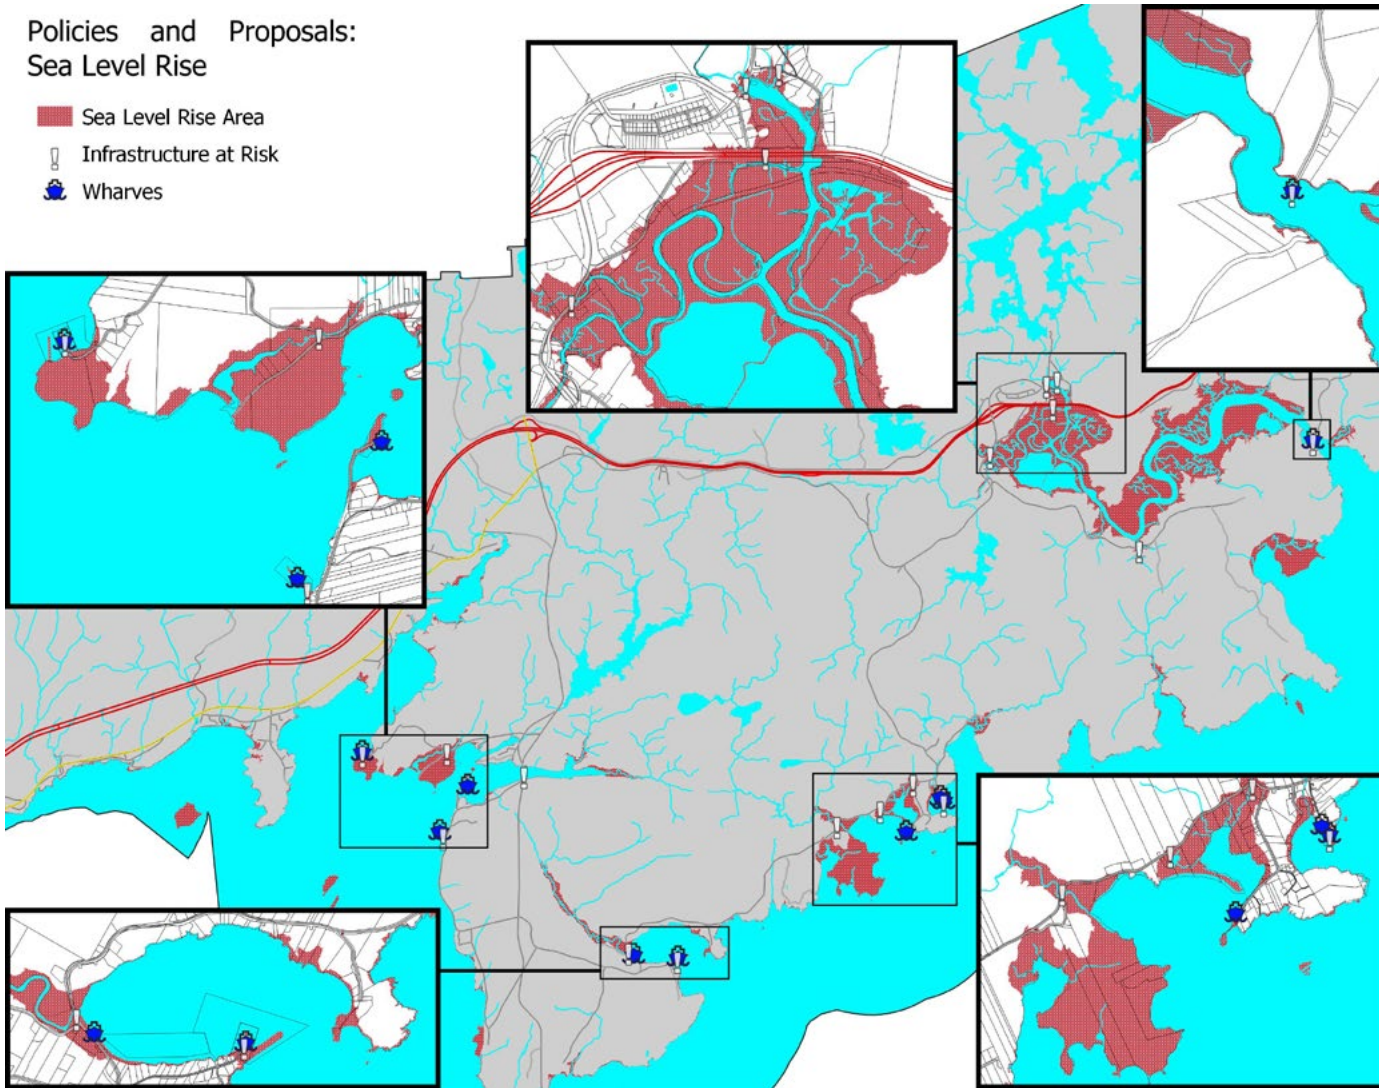 Policies and Proposals:
Sea Level Rise
Sea Level Rise Area
Infrastructure at Risk
Wharves